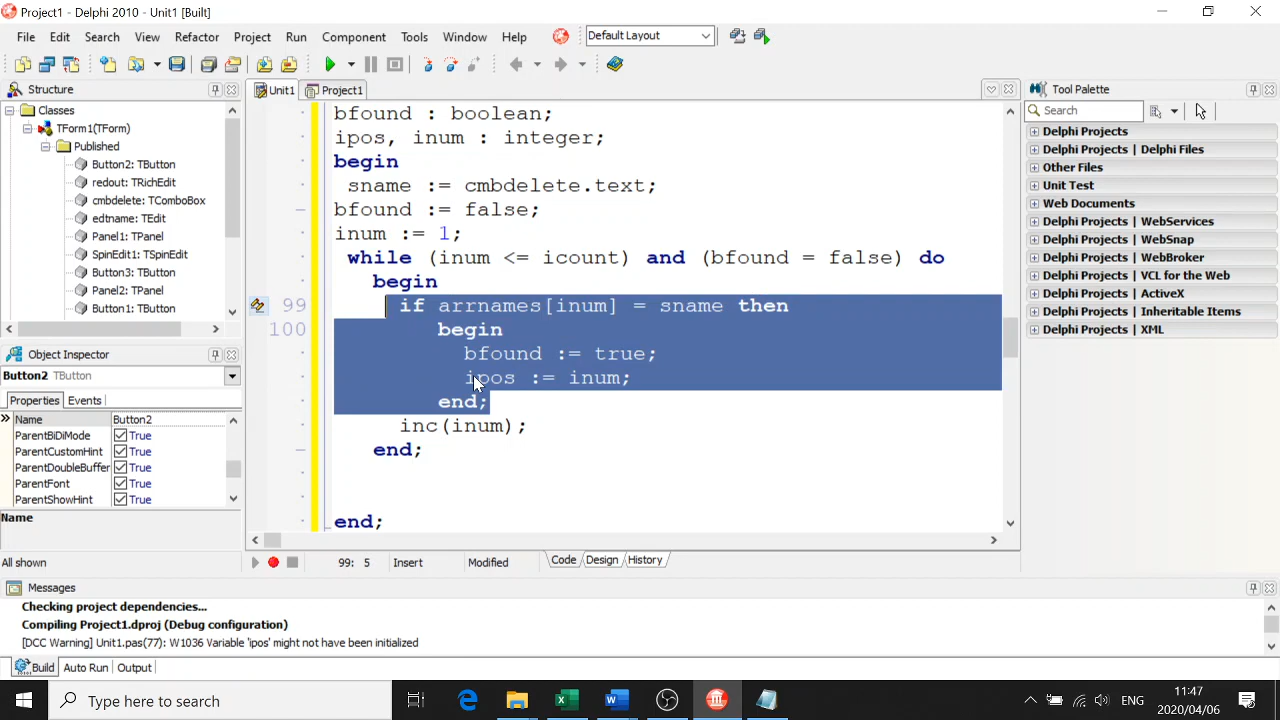 Project1 - Delphi 2010 - Unit1 [Built]
File Edit Search View Refactor Project Run Component Tools Window Help
Default Layout
Structure
Classes
TForm1(TForm)
Published
Button2: TButton
redout: TRichEdit
cmbdelete: TComboBox
edtname: TEdit
Panel1: TPanel
SpinEdit1: TSpinEdit
Button3: TButton
Panel2: TPanel
Button1: TButton
Object Inspector
Button2 TButton
Properties Events
Name Button2
ParentBiDiMode True
ParentCustomHint True
ParentDoubleBuffer True
ParentFont True
ParentShowHint True
Name
All shown
Unit1 Project1
bfound : boolean;
ipos, inum : integer;
begin
sname := cmbdelete.text;
bfound := false;
inum := 1;
while (inum <= icount) and (bfound = false) do
begin
99 if arrnames[inum] = sname then
100 begin
bfound := true;
ipos := inum;
end;
inc(inum);
end;
end;
99: 5 Insert Modified Code Design History
Tool Palette
Search
Delphi Projects
Delphi Projects | Delphi Files
Other Files
Unit Test
Web Documents
Delphi Projects | WebServices
Delphi Projects | WebSnap
Delphi Projects | WebBroker
Delphi Projects | VCL for the Web
Delphi Projects | ActiveX
Delphi Projects | Inheritable Items
Delphi Projects | XML
Messages
Checking project dependencies...
Compiling Project1.dproj (Debug configuration)
[DCC Warning] Unit1.pas(77): W1036 Variable 'ipos' might not have been initialized
Build Auto Run Output
Type here to search
ENG
11:47
2020/04/06